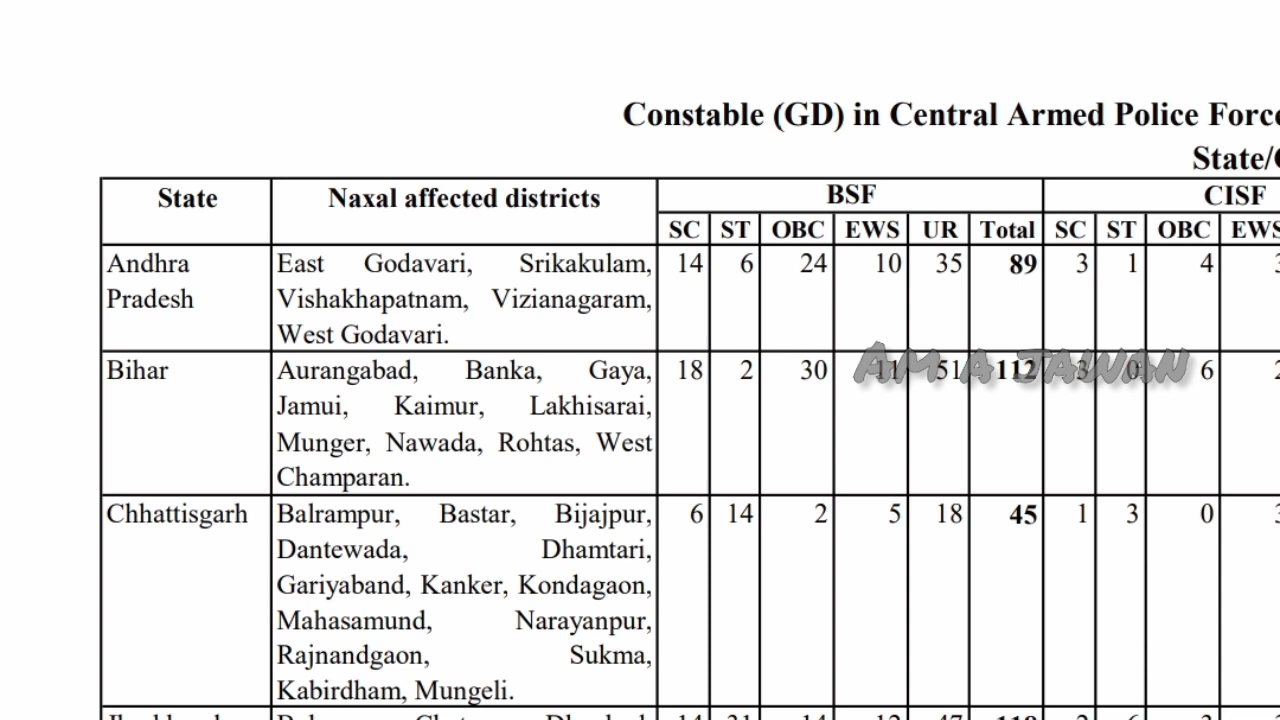 Constable (GD) in Central Armed Police Force
State/
State Naxal affected districts BSF CISF
SC ST OBC EWS UR Total SC ST OBC EWS
Andhra East Godavari, Srikakulam, 14 6 24 10 35 89 3 1 4
Pradesh Vishakhapatnam, Vizianagaram,
West Godavari.
AM A JAWAN
Bihar Aurangabad, Banka, Gaya, 18 2 30 11 51 112 3 0 6 2
Jamui, Kaimur, Lakhisarai,
Munger, Nawada, Rohtas, West
Champaran.
Chhattisgarh Balrampur, Bastar, Bijajpur, 6 14 2 5 18 45 1 3 0
Dantewada, Dhamtari,
Gariyaband, Kanker, Kondagaon,
Mahasamund, Narayanpur,
Rajnandgaon, Sukma,
Kabirdham, Mungeli.